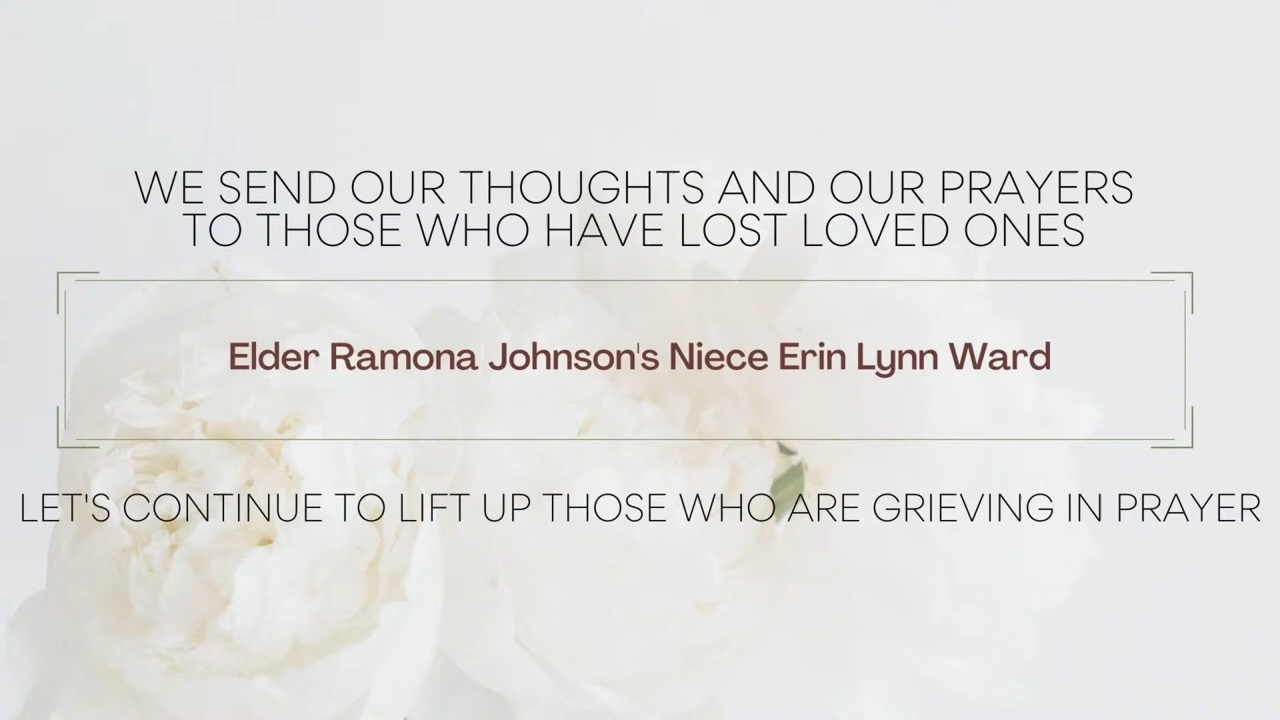 WE SEND OUR THOUGHTS AND OUR PRAYERS
TO THOSE WHO HAVE LOST LOVED ONES
Elder Ramona Johnson's Niece Erin Lynn Ward
LET'S CONTINUE TO LIFT UP THOSE WHO ARE GRIEVING IN PRAYER